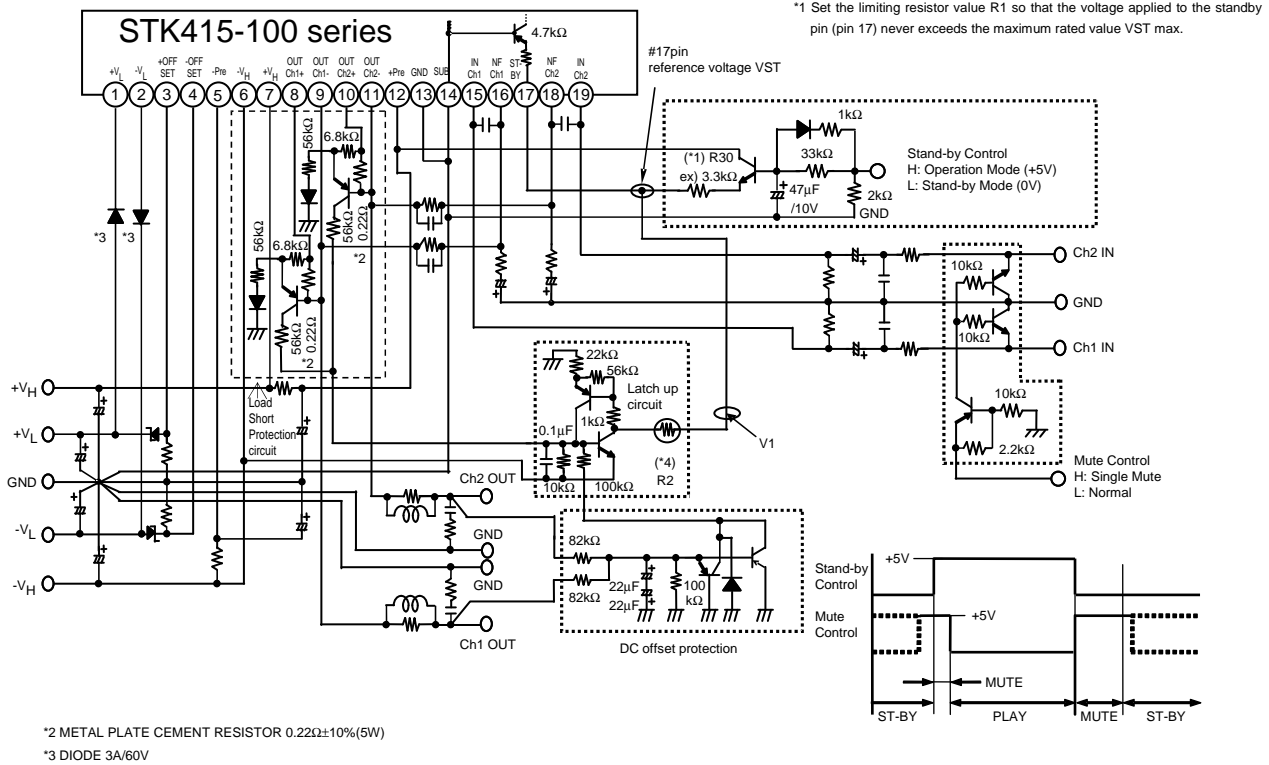 *1 Set the limiting resistor value R1 so that the voltage applied to the standby
pin (pin 17) never exceeds the maximum rated value VST max.
STK415-100 series
4.7kΩ
+VL
-VL
+OFF SET
-OFF SET
-Pre
-VH
+VH
OUT Ch1+
OUT Ch1-
OUT Ch2+
OUT Ch2-
+Pre
GND
SUB
IN Ch1
NF Ch1
ST-BY
NF Ch2
IN Ch2
1 2 3 4 5 6 7 8 9 10 11 12 13 14 15 16 17 18 19
#17pin
reference voltage VST
1kΩ
33kΩ
(*1) R30
ex) 3.3kΩ
47µF
/10V
2kΩ
GND
Stand-by Control
H: Operation Mode (+5V)
L: Stand-by Mode (0V)
56kΩ
6.8kΩ
56kΩ
0.22Ω
*2
56kΩ
6.8kΩ
56kΩ
0.22Ω
*2
*3
*3
Load
Short
Protection
circuit
Ch2 IN
10kΩ
GND
10kΩ
Ch1 IN
10kΩ
2.2kΩ
Mute Control
H: Single Mute
L: Normal
+VH
+VL
GND
-VL
-VH
22kΩ
56kΩ
Latch up
circuit
1kΩ
0.1µF
(*4)
R2
10kΩ
100kΩ
V1
Ch2 OUT
GND
GND
Ch1 OUT
82kΩ
82kΩ
22µF
22µF
100
kΩ
DC offset protection
Stand-by
Control
+5V
Mute
Control
+5V
MUTE
ST-BY
PLAY
MUTE
ST-BY
*2 METAL PLATE CEMENT RESISTOR 0.22Ω±10%(5W)
*3 DIODE 3A/60V